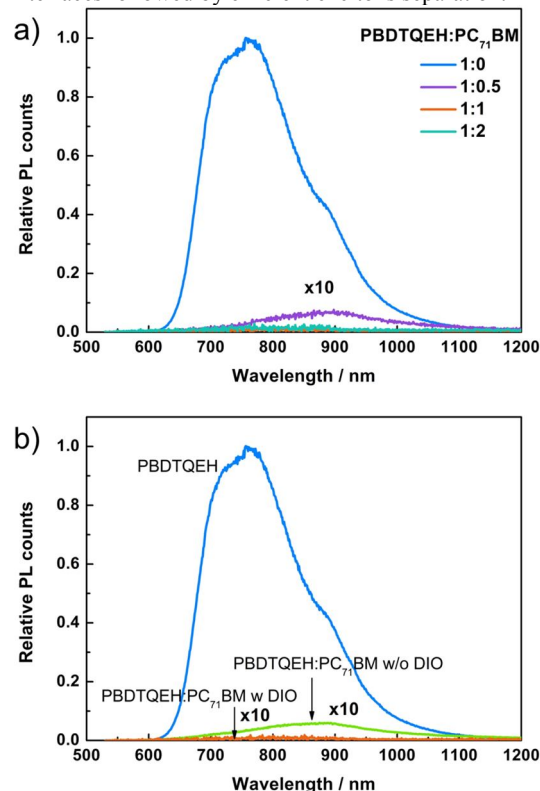 a)
PBDTQEH:PC₇₁BM
1:0
1:0.5
1:1
1:2
x10
1.0
0.8
0.6
0.4
0.2
0.0
Relative PL counts
500 600 700 800 900 1000 1100 1200
Wavelength / nm
b)
PBDTQEH
PBDTQEH:PC₇₁BM w/o DIO
PBDTQEH:PC₇₁BM w DIO
x10 x10
1.0
0.8
0.6
0.4
0.2
0.0
Relative PL counts
500 600 700 800 900 1000 1100 1200
Wavelength / nm